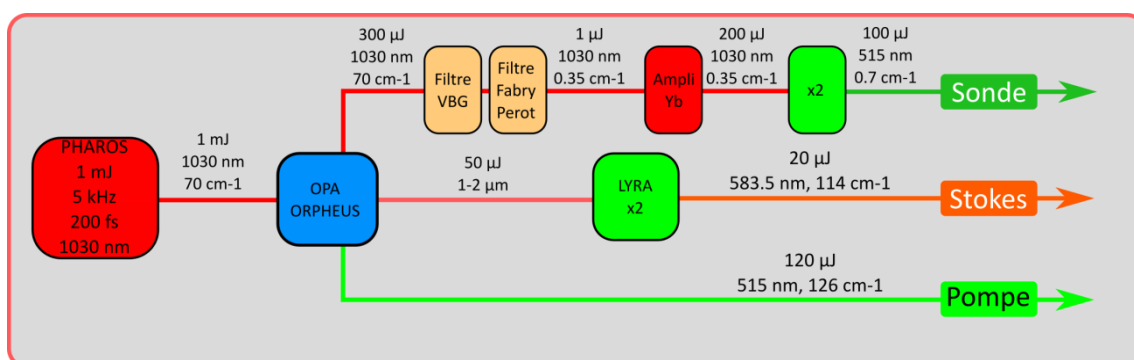 PHAROS
1 mJ
5 kHz
200 fs
1030 nm
1 mJ
1030 nm
70 cm-1
OPA
ORPHEUS
300 µJ
1030 nm
70 cm-1
Filtre
VBG
Filtre
Fabry
Perot
1 µJ
1030 nm
0.35 cm-1
Ampli
Yb
200 µJ
1030 nm
0.35 cm-1
x2
100 µJ
515 nm
0.7 cm-1
Sonde
50 µJ
1-2 µm
LYRA
x2
20 µJ
583.5 nm, 114 cm-1
Stokes
120 µJ
515 nm, 126 cm-1
Pompe